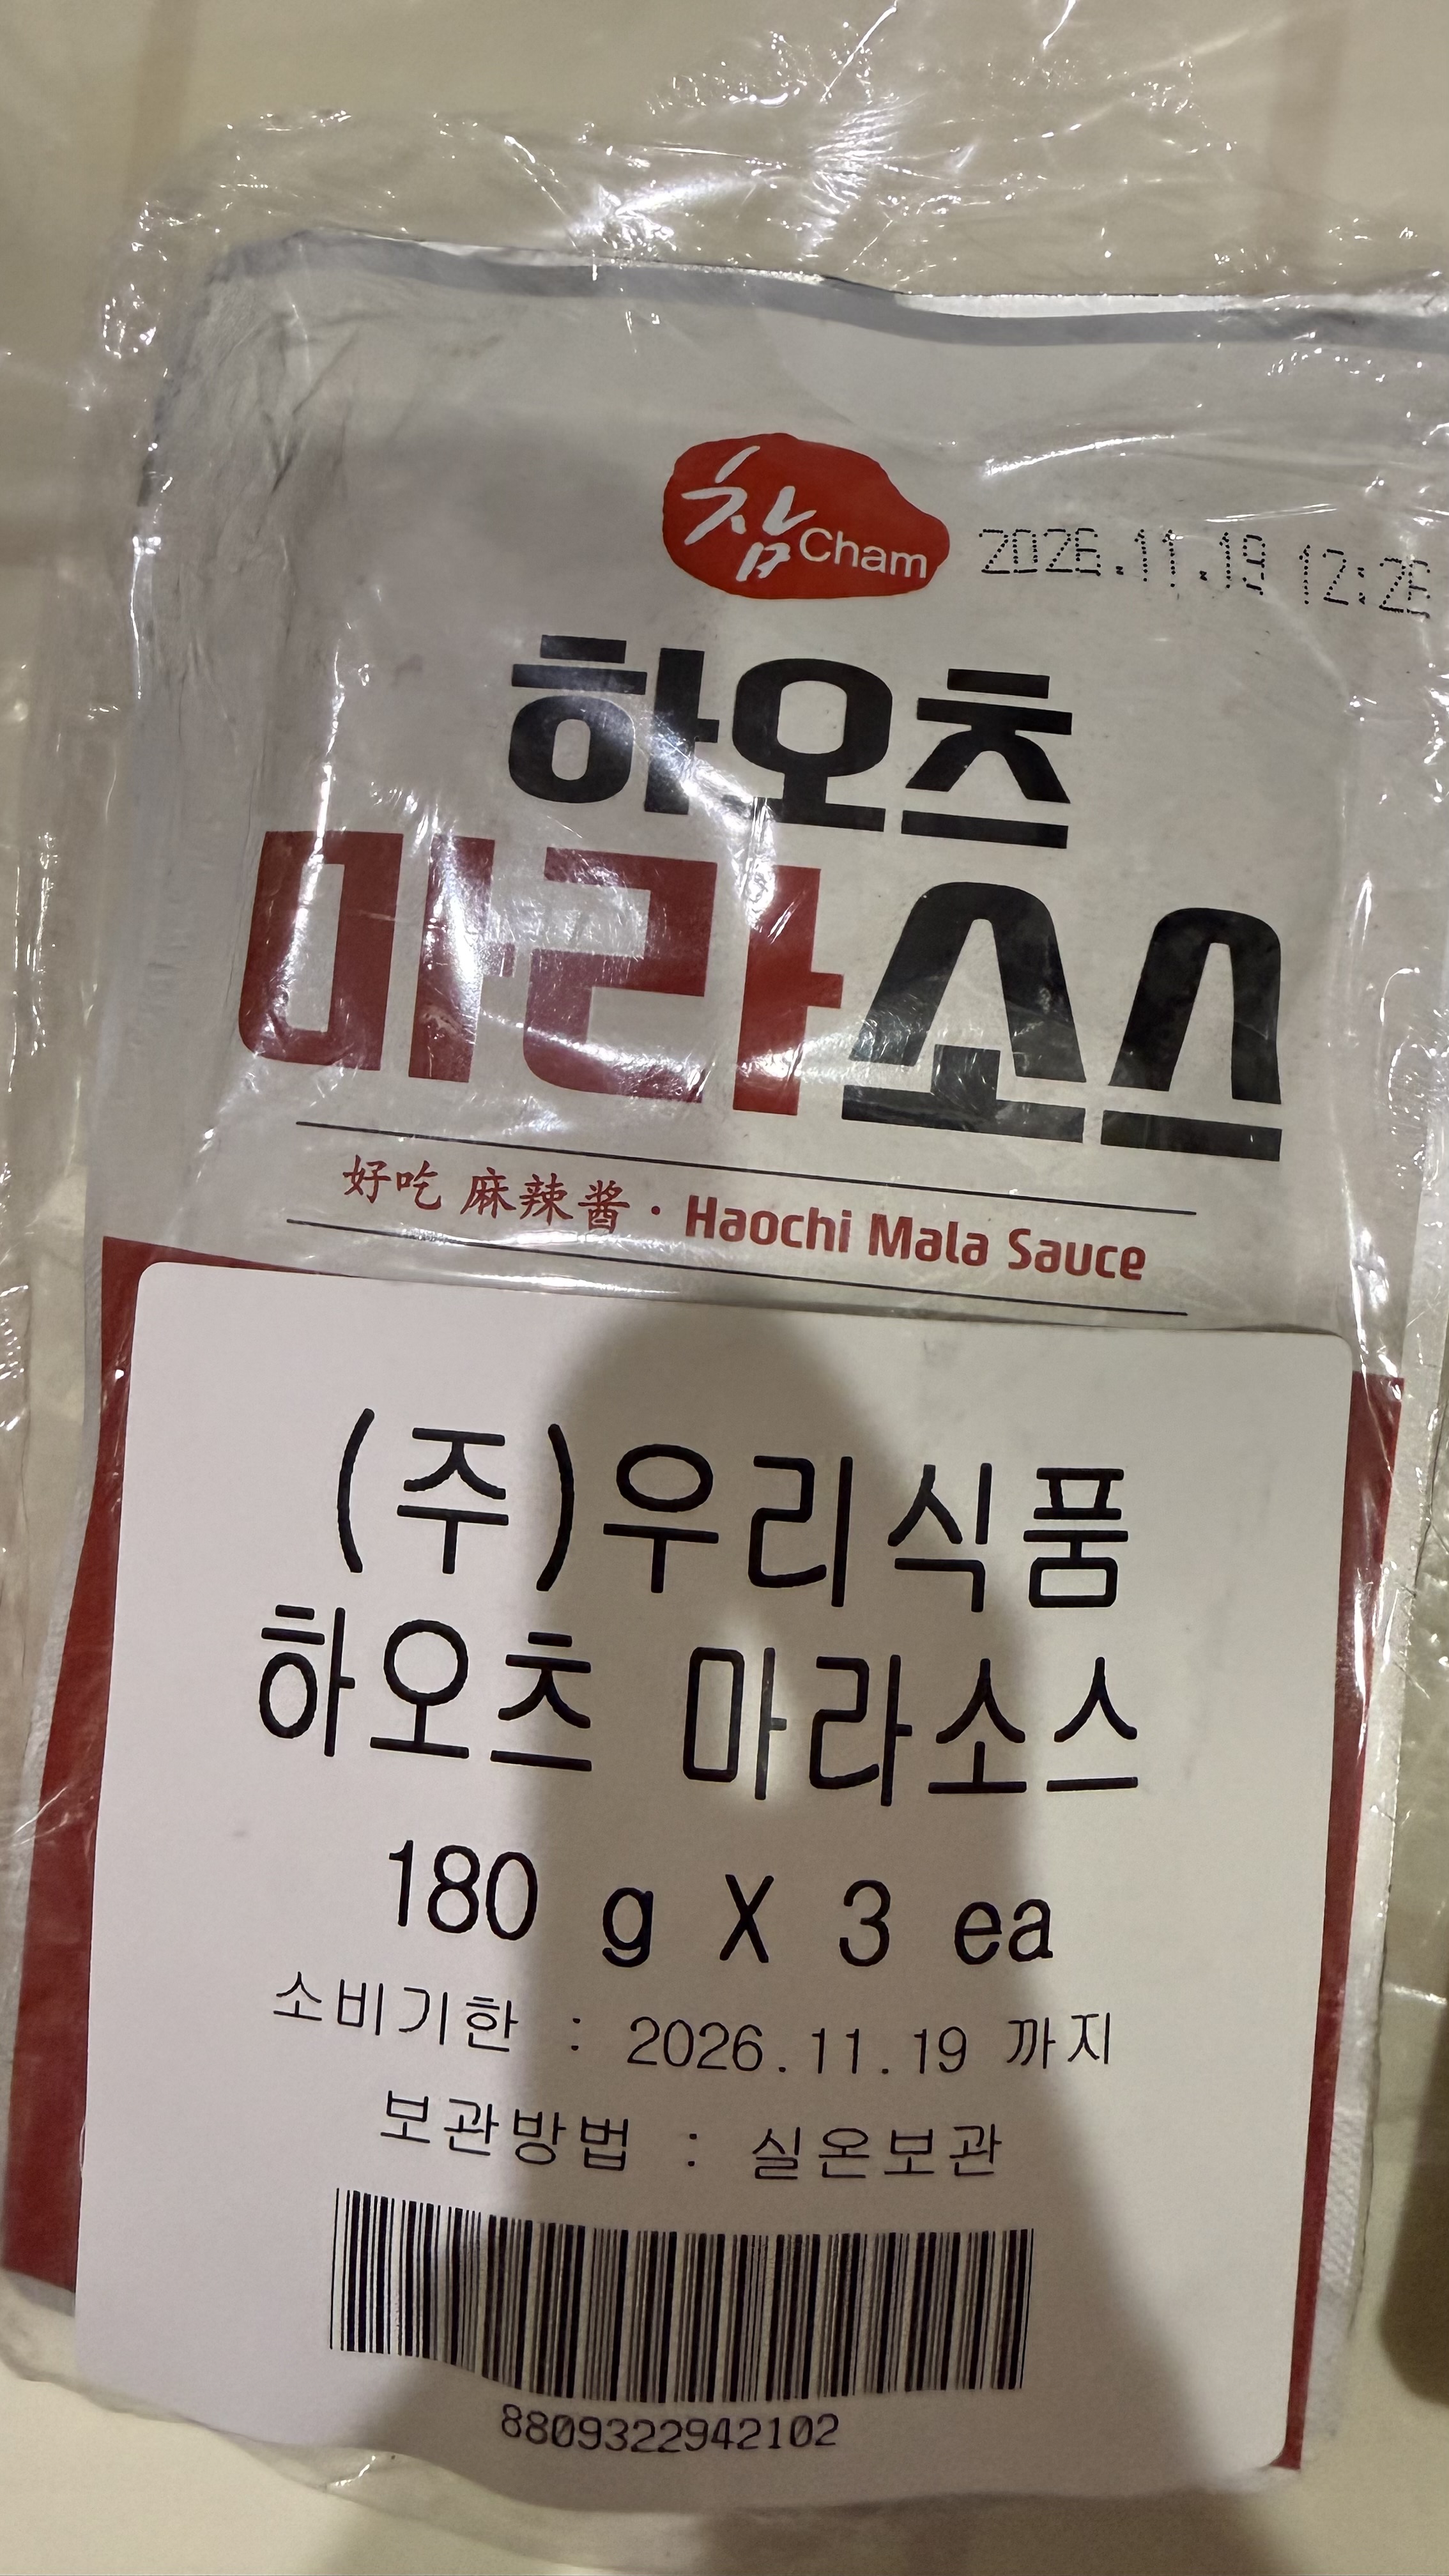 참 Cham
2026.11.19 12:26
하오츠
마라소스
好吃 麻辣酱 · Haochi Mala Sauce
(주)우리식품
하오츠 마라소스
180 g X 3 ea
소비기한 : 2026.11.19 까지
보관방법 : 실온보관
8809322942102